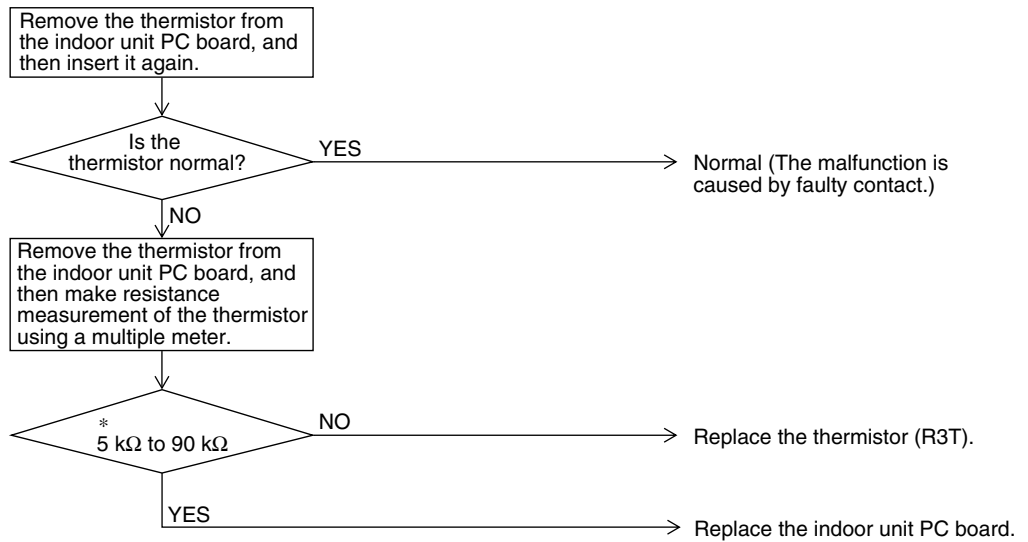 Remove the thermistor from
the indoor unit PC board, and
then insert it again.
Is the
thermistor normal?
YES
Normal (The malfunction is
caused by faulty contact.)
NO
Remove the thermistor from
the indoor unit PC board, and
then make resistance
measurement of the thermistor
using a multiple meter.
*
5 kΩ to 90 kΩ
NO
Replace the thermistor (R3T).
YES
Replace the indoor unit PC board.